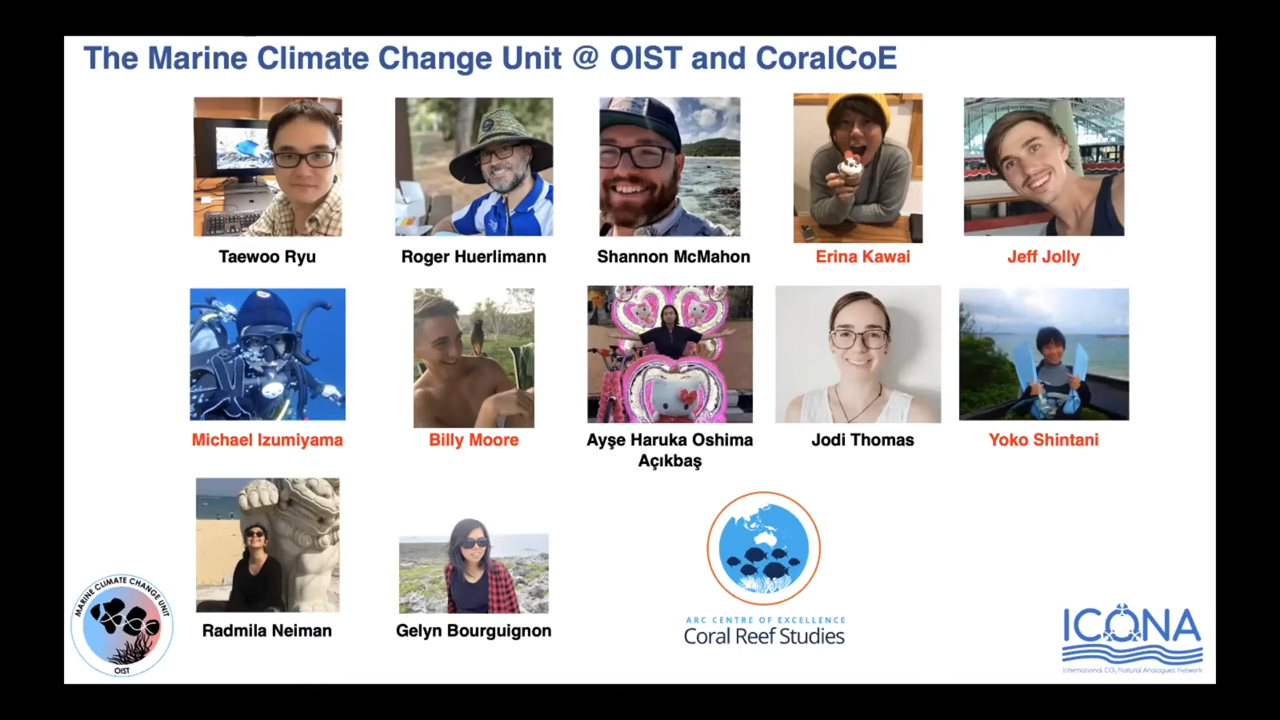 The Marine Climate Change Unit @ OIST and CoralCoE
Taewoo Ryu
Roger Huerlimann
Shannon McMahon
Erina Kawai
Jeff Jolly
Michael Izumiyama
Billy Moore
Ayşe Haruka Oshima
Açıkbaş
Jodi Thomas
Yoko Shintani
Radmila Neiman
Gelyn Bourguignon
MARINE CLIMATE CHANGE UNIT
OIST
ARC CENTRE OF EXCELLENCE
Coral Reef Studies
ICONA
International CO₂ Natural Analogues Network